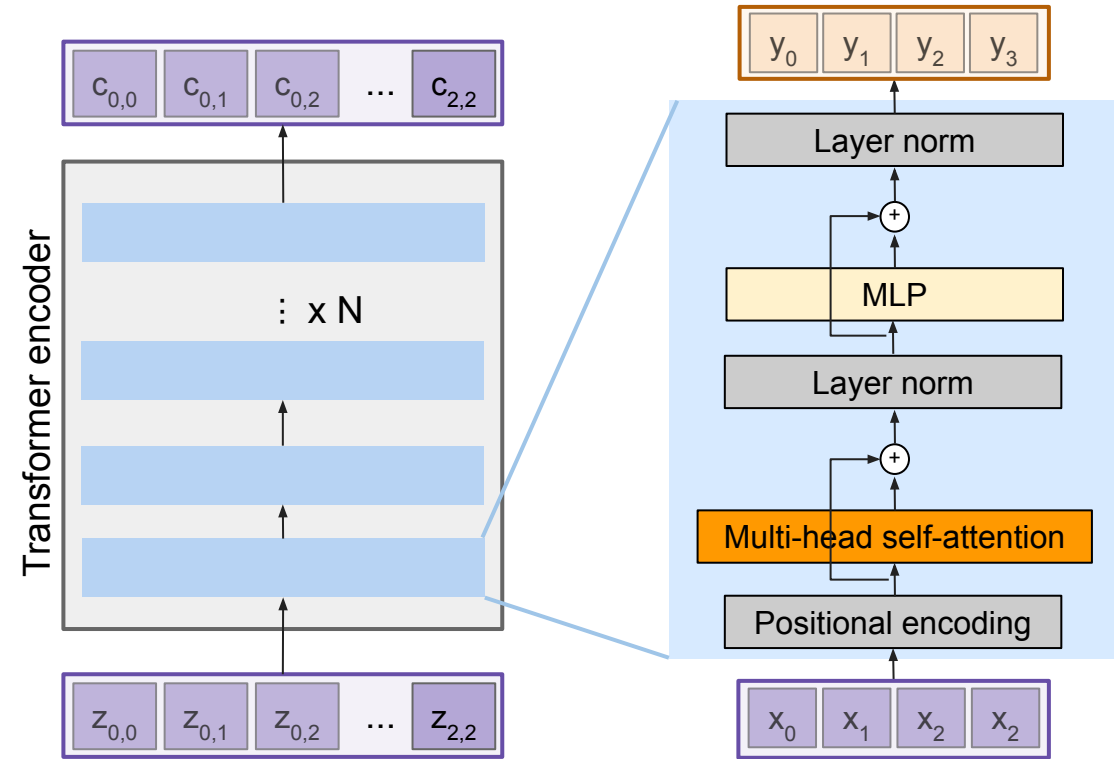 c0,0 c0,1 c0,2 ... c2,2
Transformer encoder
⋮ x N
z0,0 z0,1 z0,2 ... z2,2
y0 y1 y2 y3
Layer norm
+
MLP
Layer norm
+
Multi-head self-attention
Positional encoding
x0 x1 x2 x2